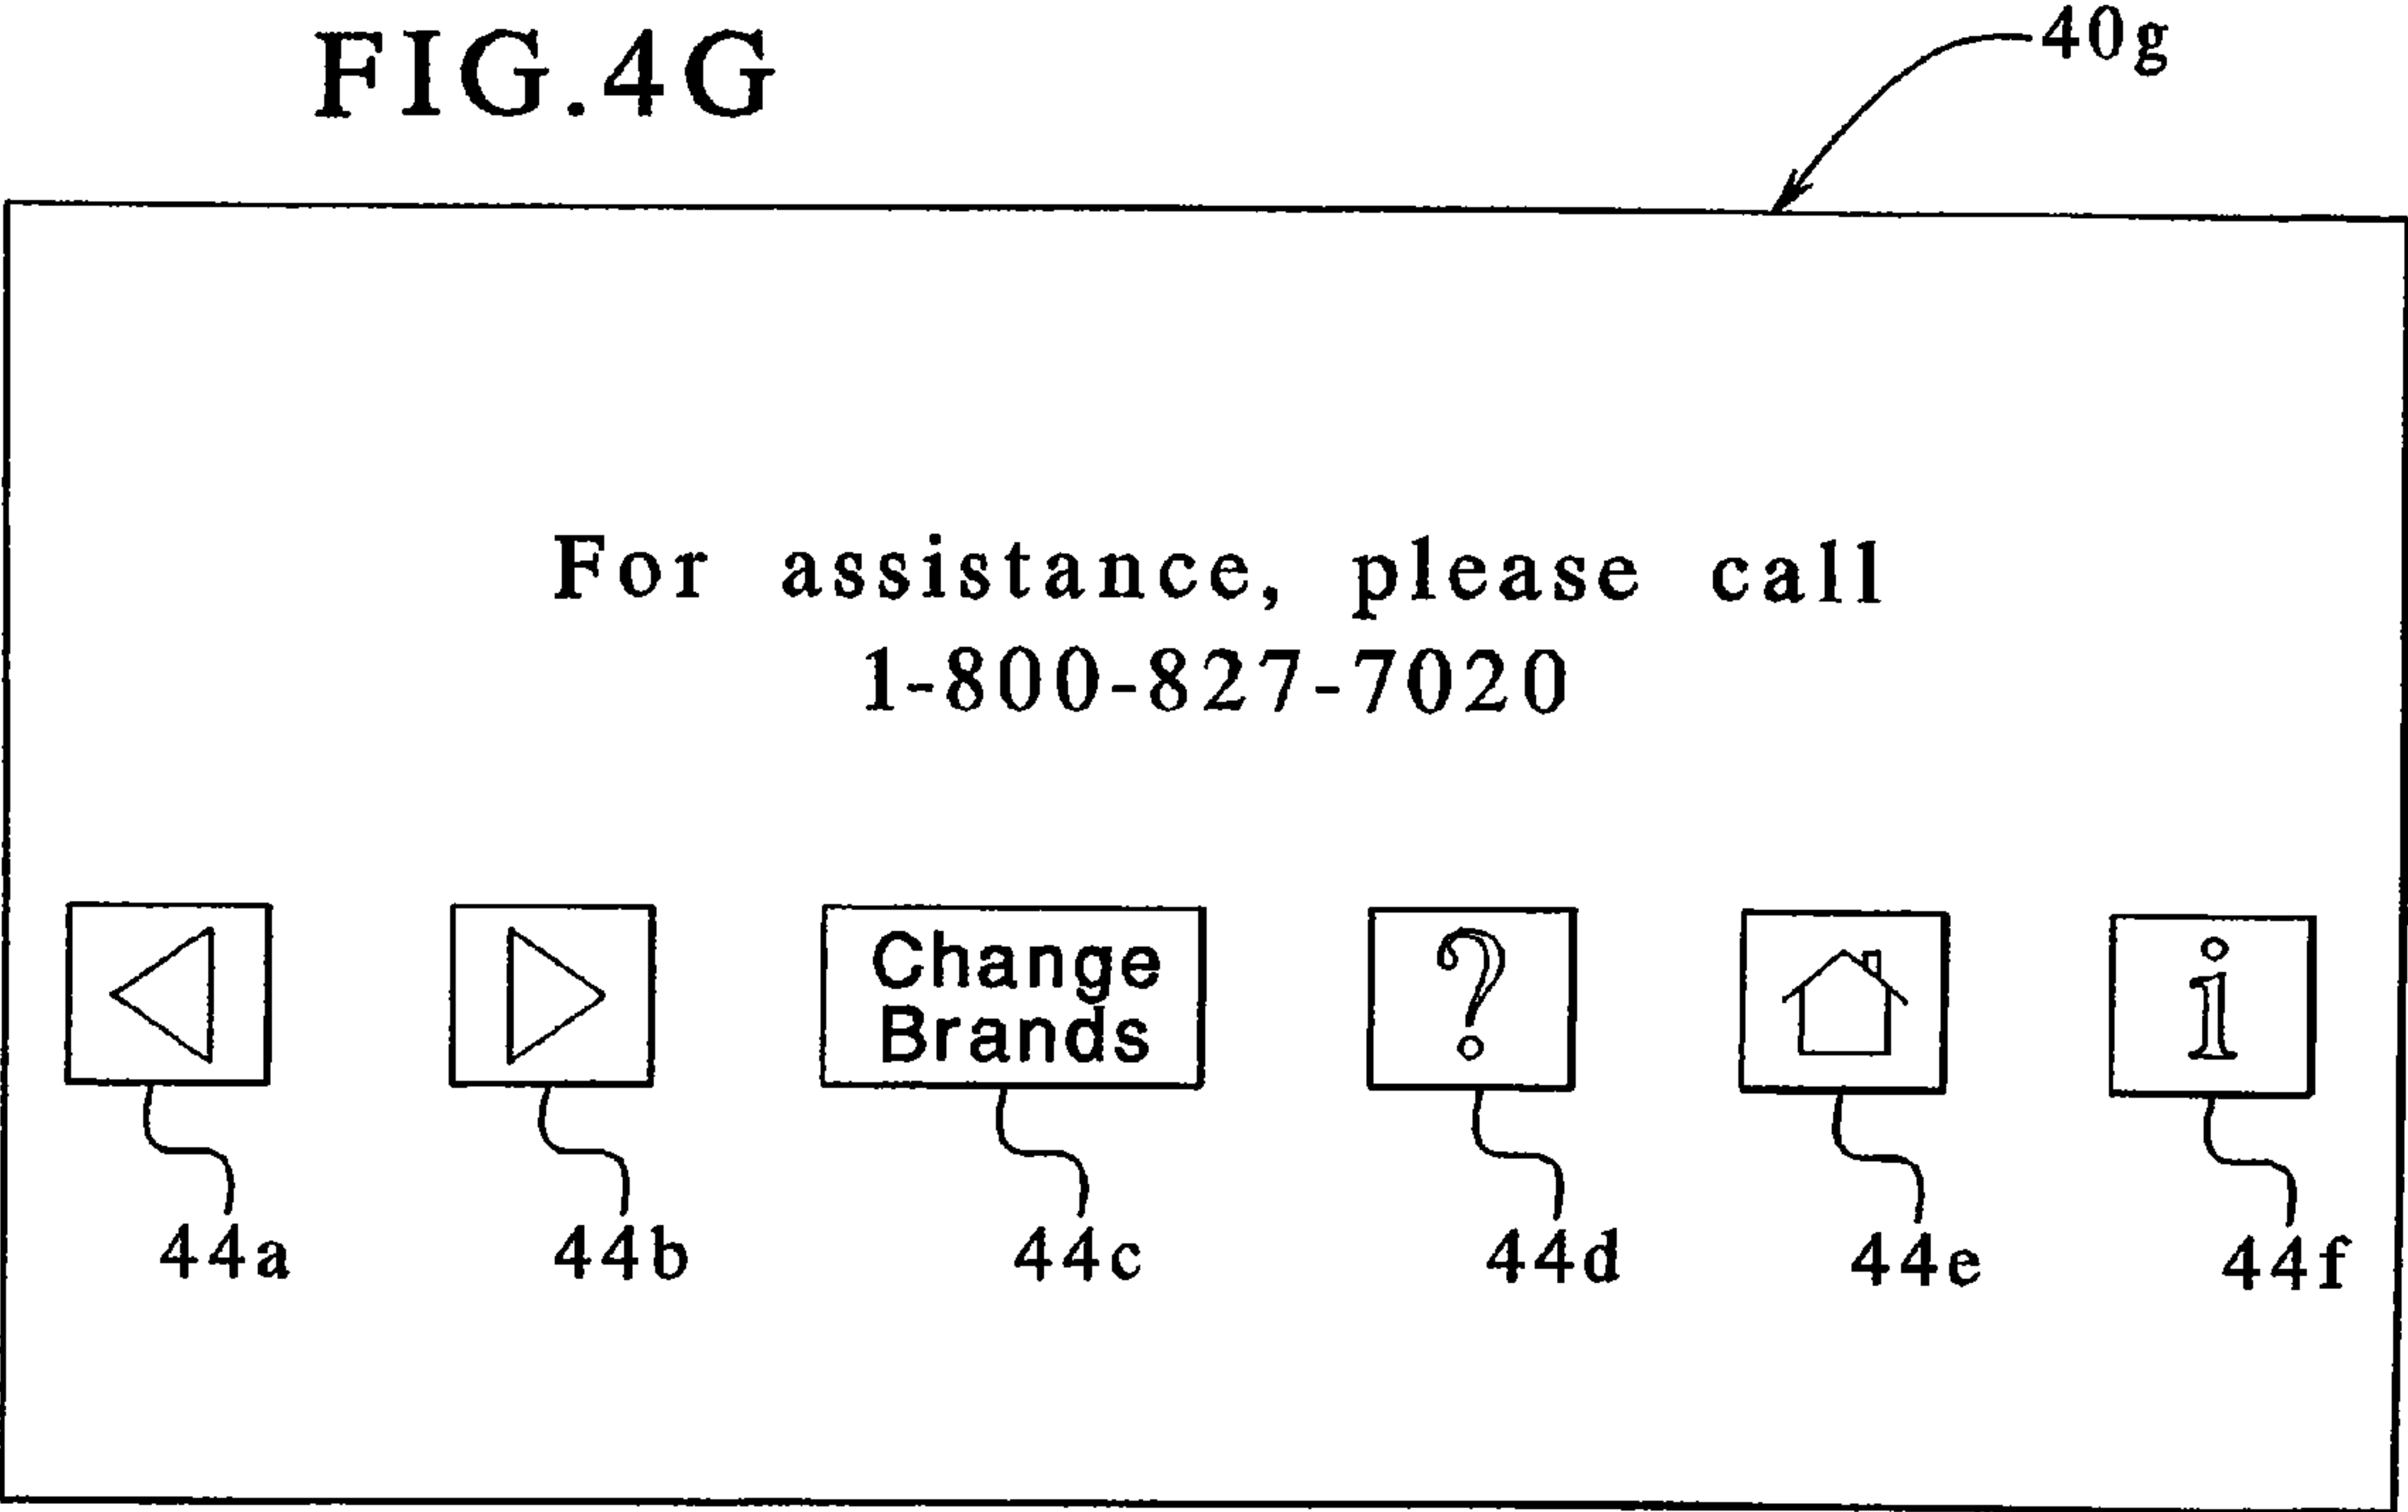 FIG.4G
40g
For assistance, please call
1-800-827-7020
Change
Brands
?
i
44a
44b
44c
44d
44e
44f